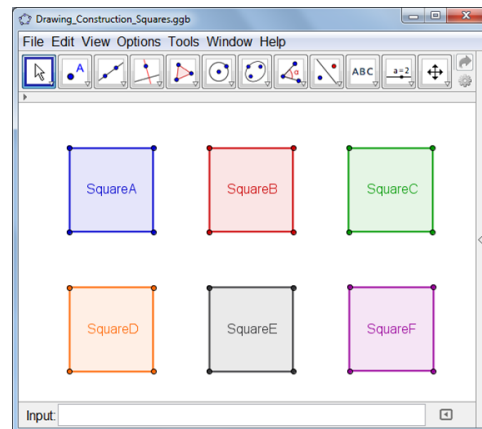 Drawing_Construction_Squares.ggb
File Edit View Options Tools Window Help
A α ABC a=2
SquareA SquareB SquareC
SquareD SquareE SquareF
Input: